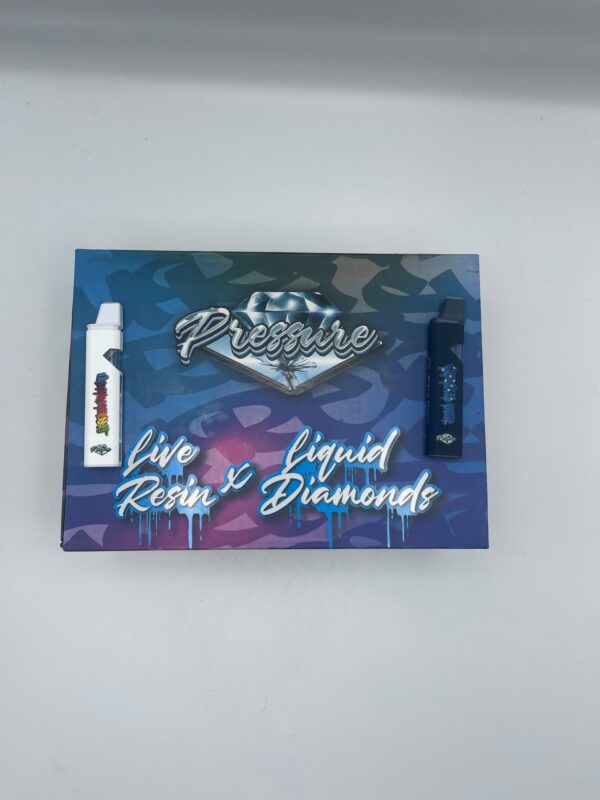 Pressure
Live
Resin
x
Liquid
Diamonds